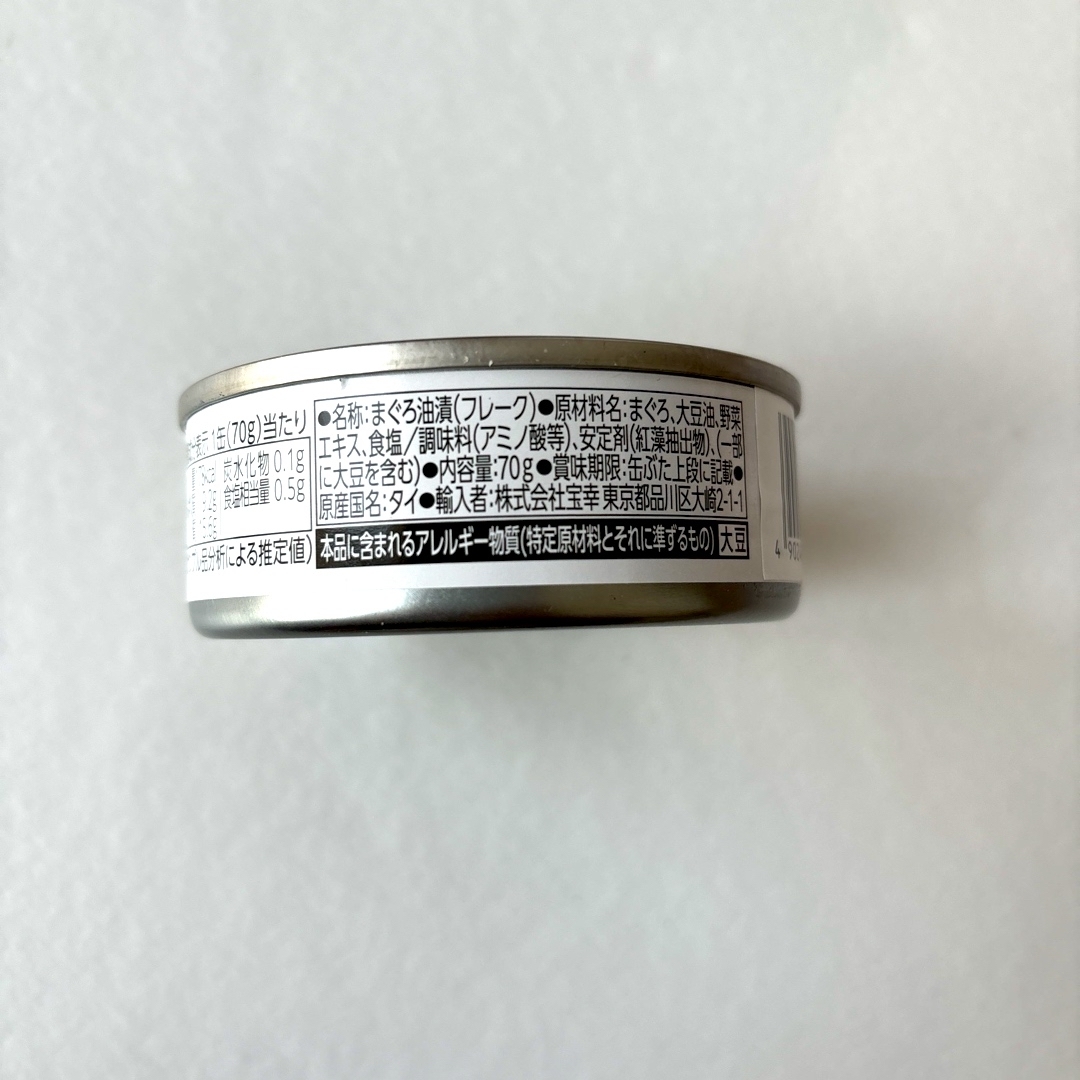 表示 1缶(70g)当たり
炭水化物 0.1g
食塩相当量 0.5g
品分析による推定値)
●名称:まぐろ油漬(フレーク)●原材料名:まぐろ、大豆油、野菜
エキス、食塩/調味料(アミノ酸等)、安定剤(紅藻抽出物)、(一部
に大豆を含む)●内容量:70g●賞味期限:缶ぶた上段に記載●
原産国名:タイ●輸入者:株式会社宝幸 東京都品川区大崎2-1-1
本品に含まれるアレルギー物質(特定原材料とそれに準ずるもの) 大豆